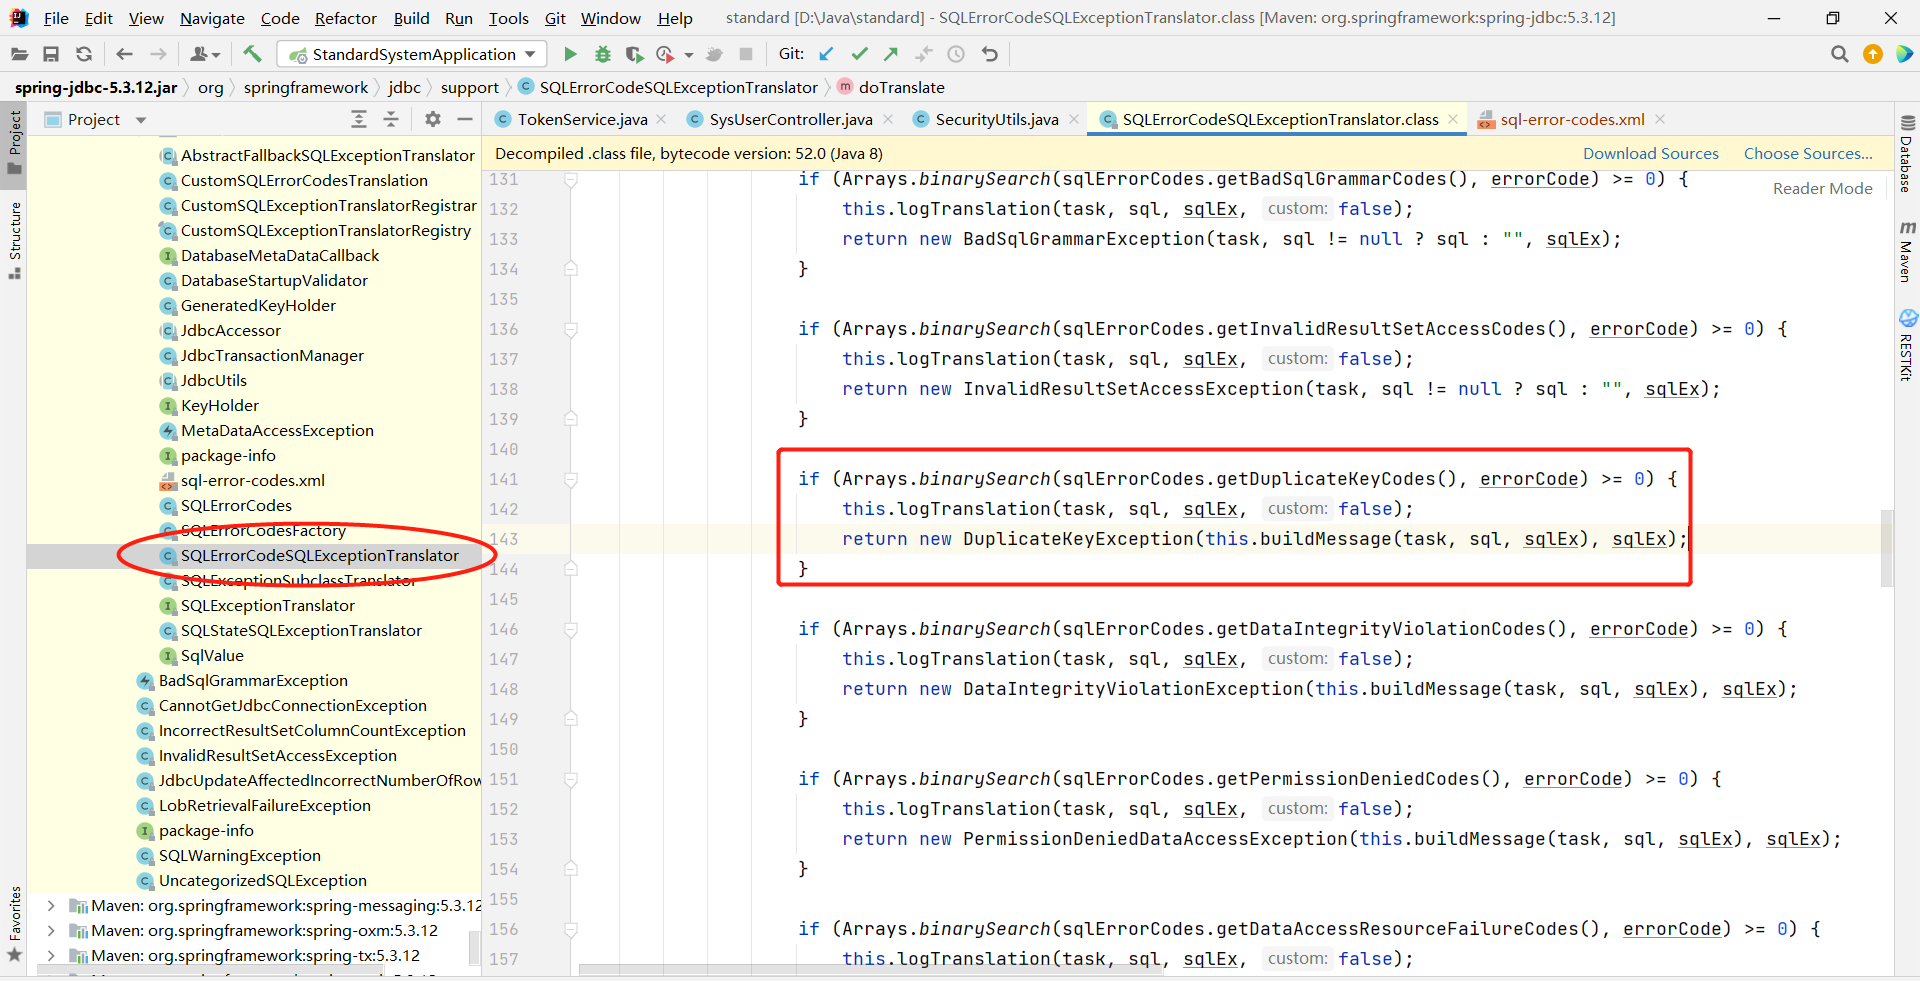 File Edit View Navigate Code Refactor Build Run Tools Git Window Help standard [D:\Java\standard] - SQLErrorCodeSQLExceptionTranslator.class [Maven: org.springframework:spring-jdbc:5.3.12]
StandardSystemApplication Git:
spring-jdbc-5.3.12.jar org springframework jdbc support SQLErrorCodeSQLExceptionTranslator doTranslate
Project
TokenService.java SysUserController.java SecurityUtils.java SQLErrorCodeSQLExceptionTranslator.class sql-error-codes.xml
Decompiled .class file, bytecode version: 52.0 (Java 8) Download Sources Choose Sources...
Reader Mode
Project
Structure
Favorites
AbstractFallbackSQLExceptionTranslator
CustomSQLErrorCodesTranslation
CustomSQLExceptionTranslatorRegistrar
CustomSQLExceptionTranslatorRegistry
DatabaseMetaDataCallback
DatabaseStartupValidator
GeneratedKeyHolder
JdbcAccessor
JdbcTransactionManager
JdbcUtils
KeyHolder
MetaDataAccessException
package-info
sql-error-codes.xml
SQLErrorCodes
SQLErrorCodesFactory
SQLErrorCodeSQLExceptionTranslator
SQLExceptionSubclassTranslator
SQLExceptionTranslator
SQLStateSQLExceptionTranslator
SqlValue
BadSqlGrammarException
CannotGetJdbcConnectionException
IncorrectResultSetColumnCountException
InvalidResultSetAccessException
JdbcUpdateAffectedIncorrectNumberOfRow
LobRetrievalFailureException
package-info
SQLWarningException
UncategorizedSQLException
Maven: org.springframework:spring-messaging:5.3.12
Maven: org.springframework:spring-oxm:5.3.12
Maven: org.springframework:spring-tx:5.3.12
131 if (Arrays.binarySearch(sqlErrorCodes.getBadSqlGrammarCodes(), errorCode) >= 0) {
132 this.logTranslation(task, sql, sqlEx, custom: false);
133 return new BadSqlGrammarException(task, sql != null ? sql : "", sqlEx);
134 }
135
136 if (Arrays.binarySearch(sqlErrorCodes.getInvalidResultSetAccessCodes(), errorCode) >= 0) {
137 this.logTranslation(task, sql, sqlEx, custom: false);
138 return new InvalidResultSetAccessException(task, sql != null ? sql : "", sqlEx);
139 }
140
141 if (Arrays.binarySearch(sqlErrorCodes.getDuplicateKeyCodes(), errorCode) >= 0) {
142 this.logTranslation(task, sql, sqlEx, custom: false);
143 return new DuplicateKeyException(this.buildMessage(task, sql, sqlEx), sqlEx);
144 }
145
146 if (Arrays.binarySearch(sqlErrorCodes.getDataIntegrityViolationCodes(), errorCode) >= 0) {
147 this.logTranslation(task, sql, sqlEx, custom: false);
148 return new DataIntegrityViolationException(this.buildMessage(task, sql, sqlEx), sqlEx);
149 }
150
151 if (Arrays.binarySearch(sqlErrorCodes.getPermissionDeniedCodes(), errorCode) >= 0) {
152 this.logTranslation(task, sql, sqlEx, custom: false);
153 return new PermissionDeniedDataAccessException(this.buildMessage(task, sql, sqlEx), sqlEx);
154 }
155
156 if (Arrays.binarySearch(sqlErrorCodes.getDataAccessResourceFailureCodes(), errorCode) >= 0) {
157 this.logTranslation(task, sql, sqlEx, custom: false);
Database
Maven
RESTKit